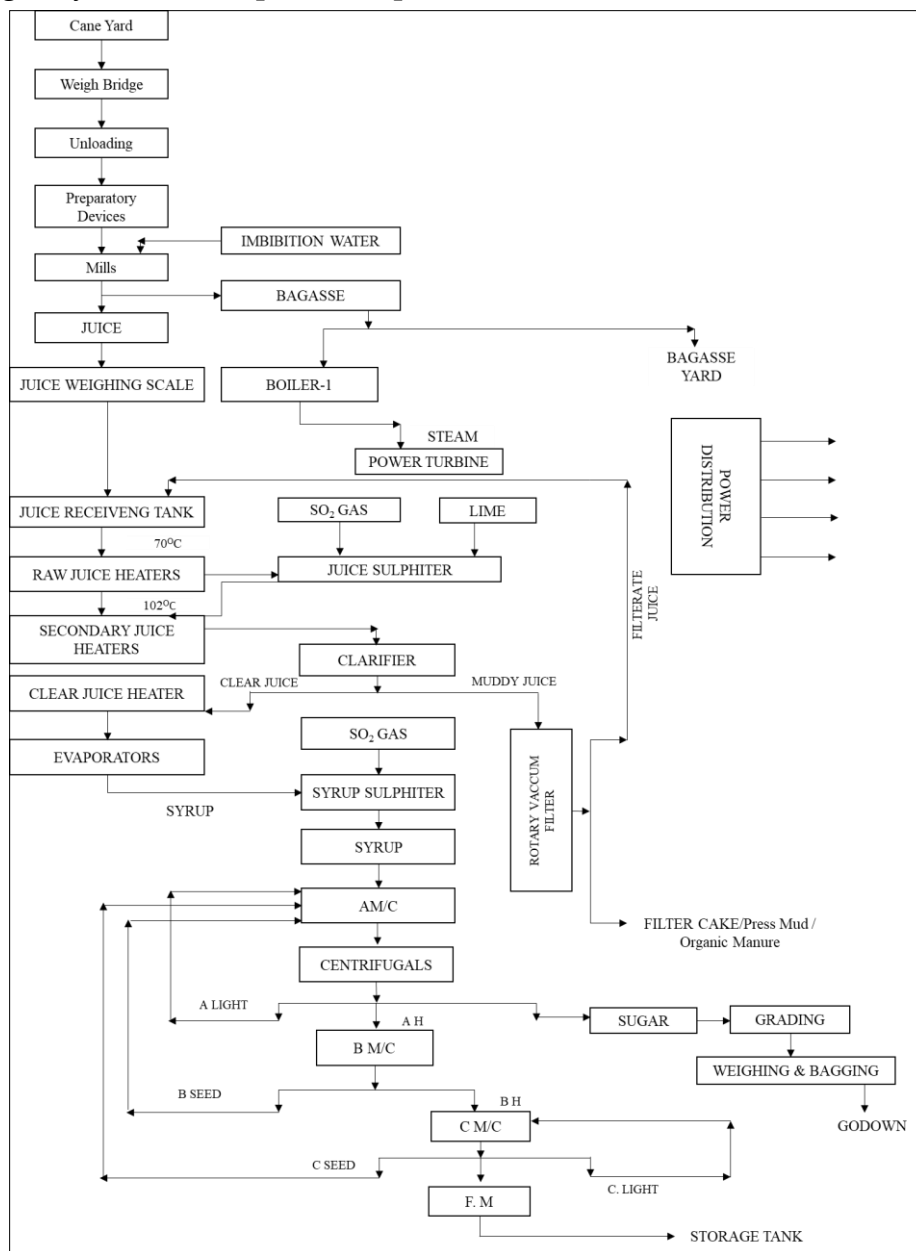 Cane Yard
Weigh Bridge
Unloading
Preparatory
Devices
IMBIBITION WATER
Mills
BAGASSE
JUICE
BAGASSE
YARD
JUICE WEIGHING SCALE
BOILER-1
STEAM
POWER TURBINE
POWER
DISTRIBUTION
JUICE RECEIVENG TANK
SO₂ GAS
LIME
70⁰C
RAW JUICE HEATERS
JUICE SULPHITER
FILTERATE
JUICE
102⁰C
SECONDARY JUICE
HEATERS
CLARIFIER
CLEAR JUICE
MUDDY JUICE
CLEAR JUICE HEATER
SO₂ GAS
EVAPORATORS
ROTARY VACCUM
FILTER
SYRUP
SYRUP SULPHITER
SYRUP
AM/C
FILTER CAKE/Press Mud /
Organic Manure
CENTRIFUGALS
A LIGHT
A H
SUGAR
GRADING
B M/C
WEIGHING & BAGGING
B SEED
B H
C M/C
GODOWN
C SEED
C. LIGHT
F. M
STORAGE TANK